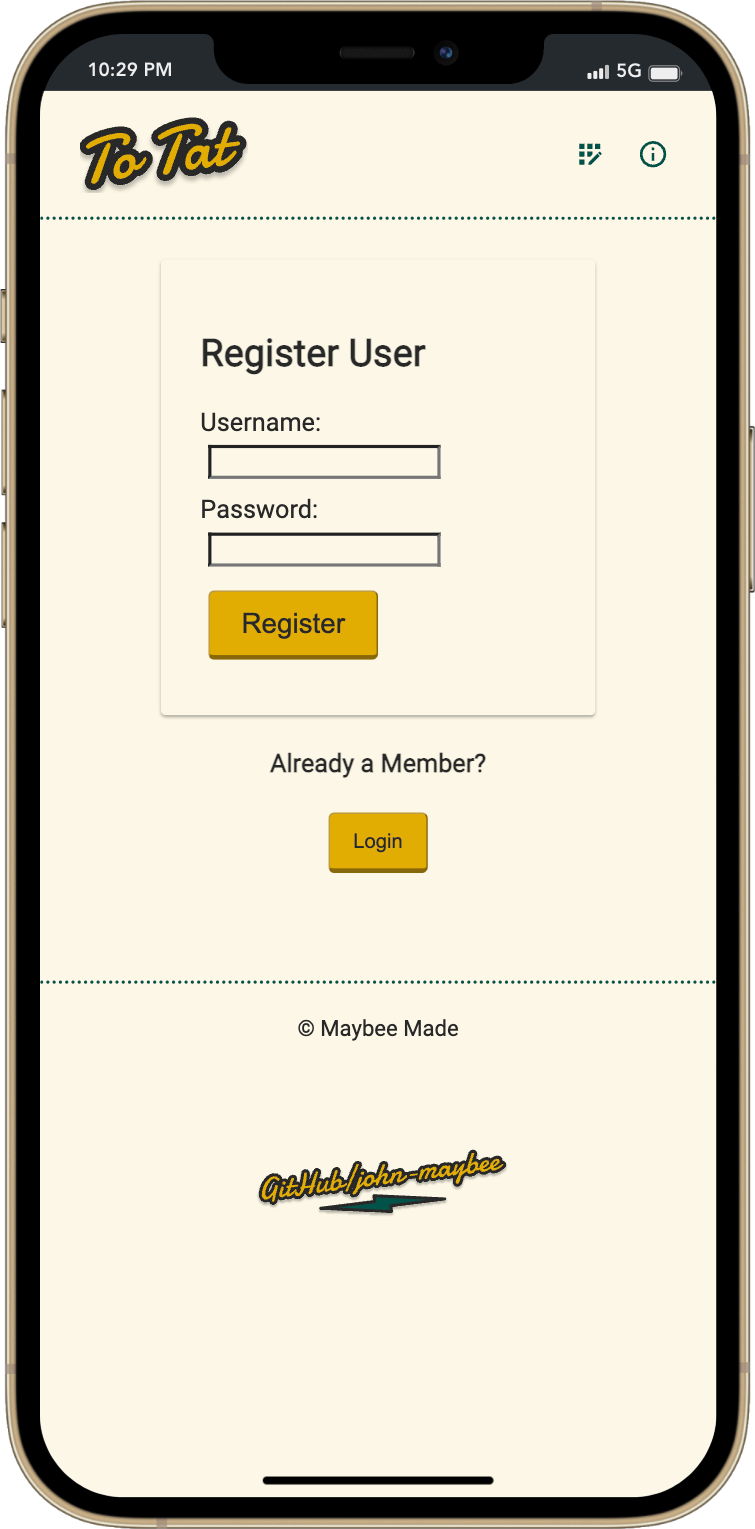 10:29 PM 5G
To Tat
Register User
Username:
Password:
Register
Already a Member?
Login
© Maybee Made
GitHub/john-maybee